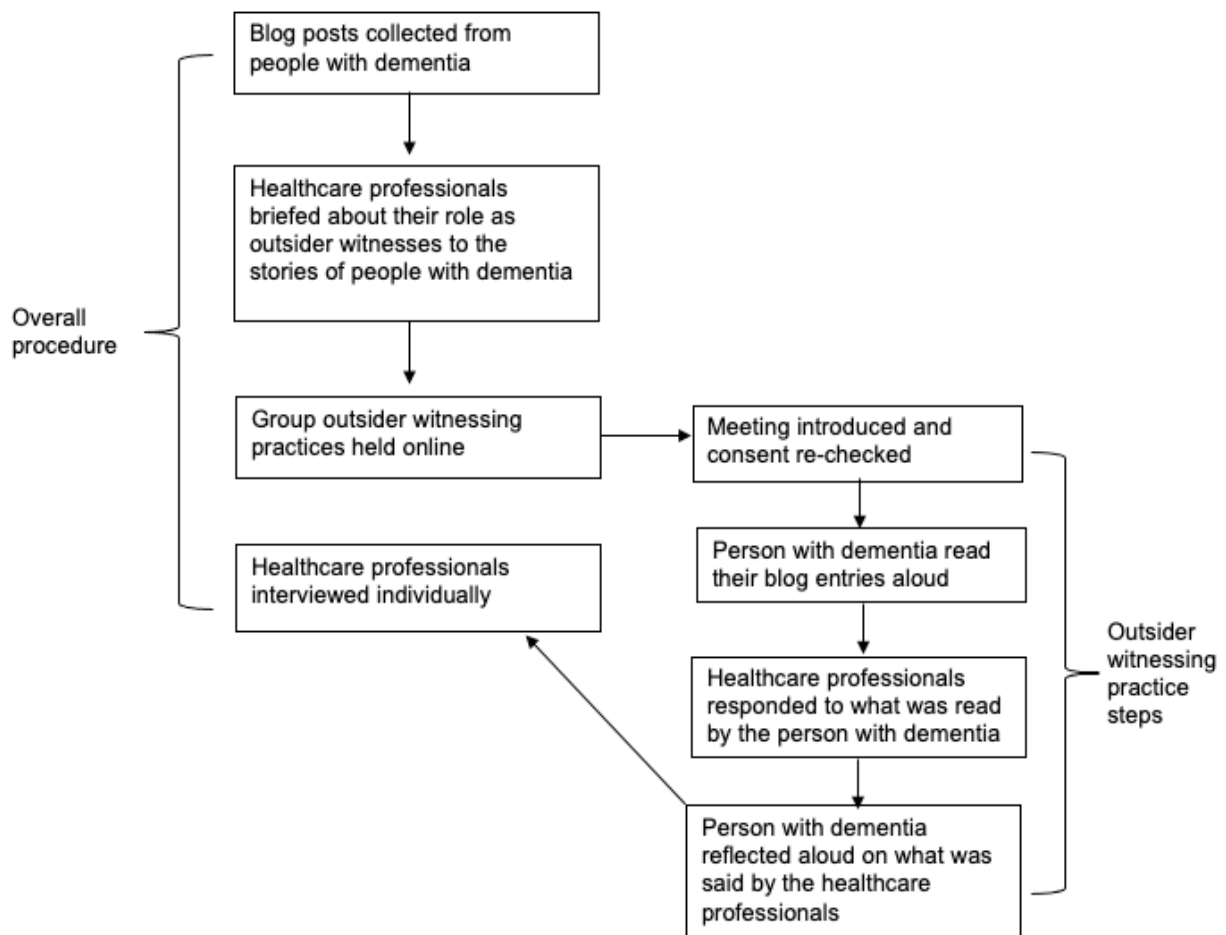 Blog posts collected from
people with dementia
Healthcare professionals
briefed about their role as
outsider witnesses to the
stories of people with dementia
Overall
procedure
Group outsider witnessing
practices held online
Meeting introduced and
consent re-checked
Person with dementia read
their blog entries aloud
Healthcare professionals
responded to what was read
by the person with dementia
Outsider
witnessing
practice
steps
Person with dementia
reflected aloud on what was
said by the healthcare
professionals
Healthcare professionals
interviewed individually